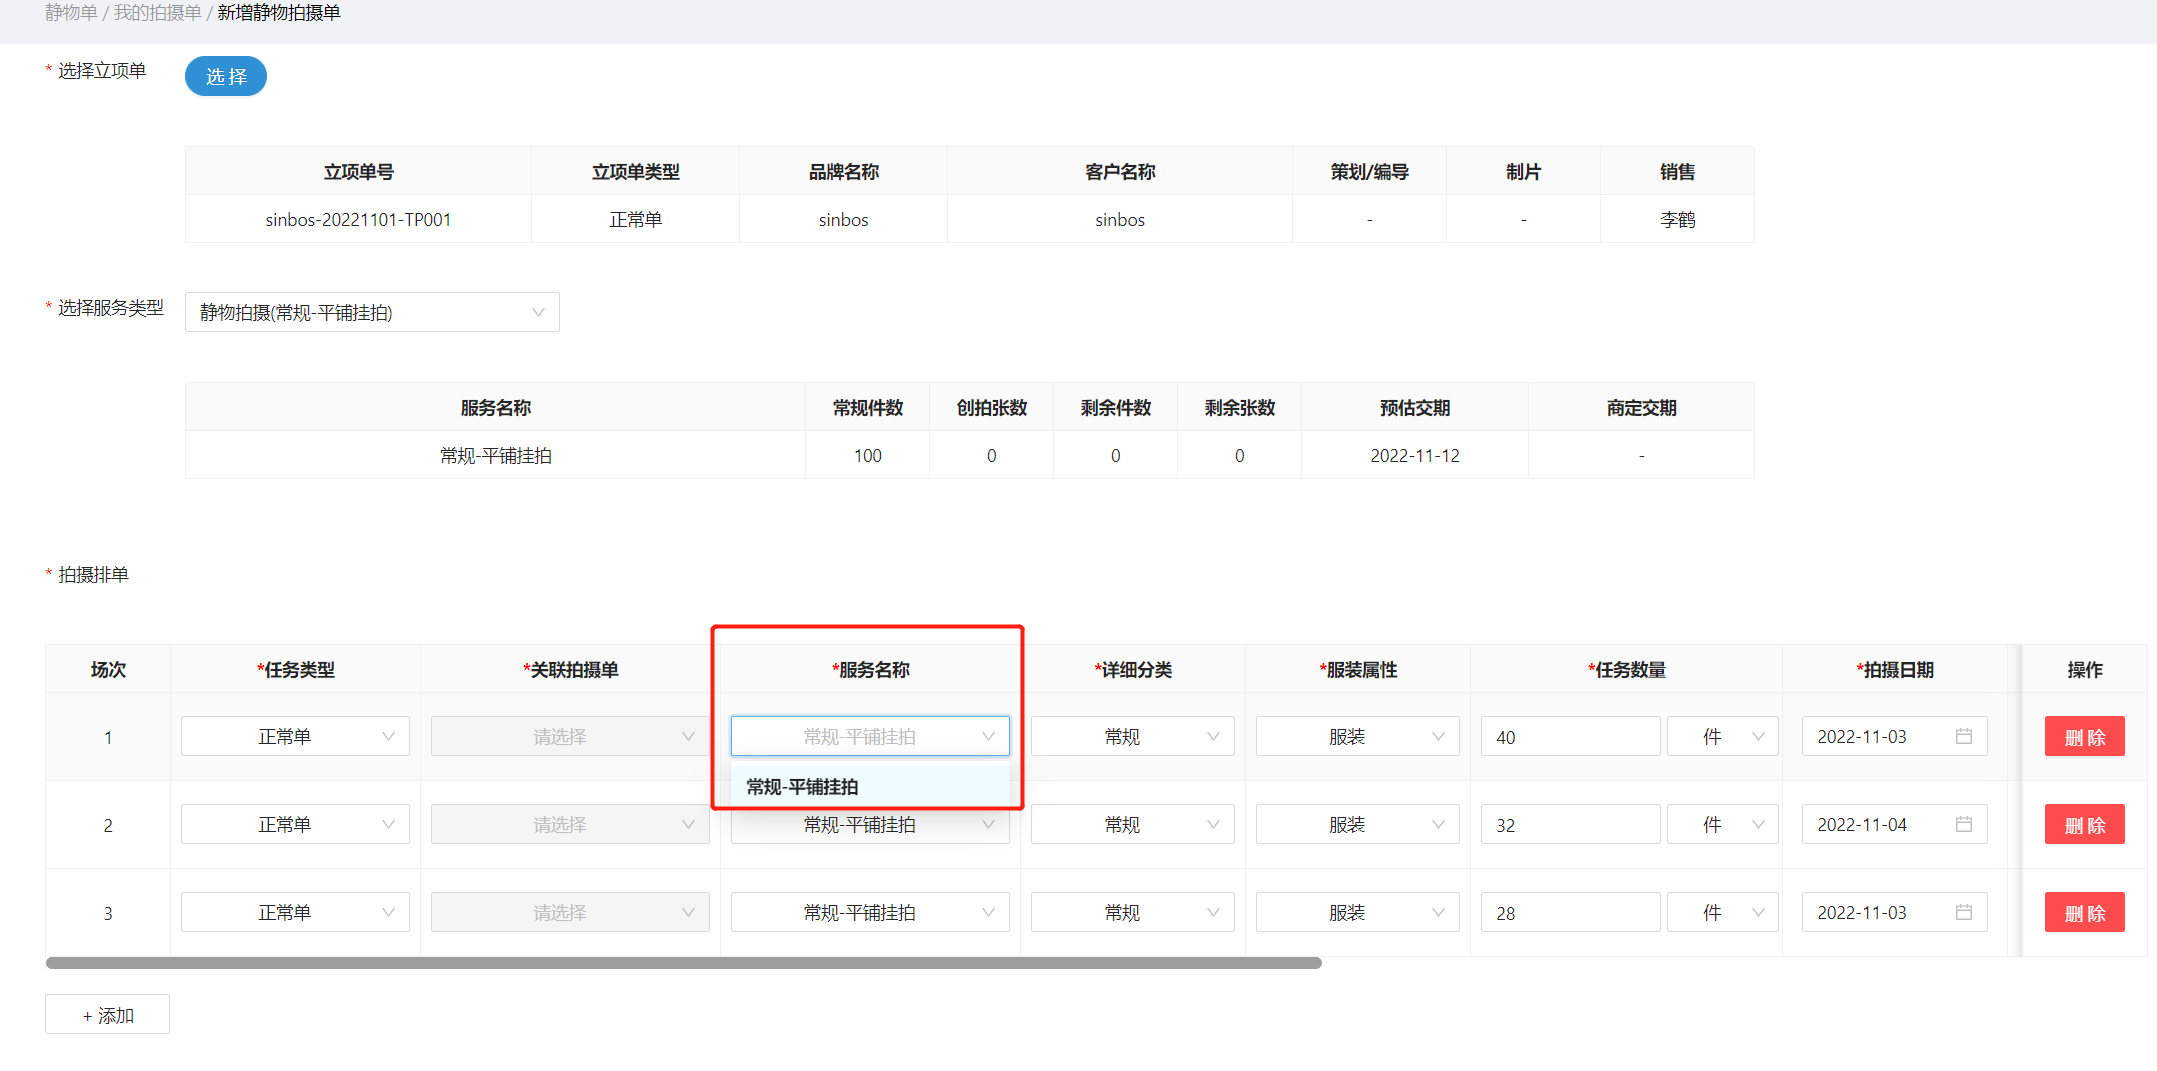 静物单 / 我的拍摄单 / 新增静物拍摄单
* 选择立项单 选 择
立项单号 立项单类型 品牌名称 客户名称 策划/编导 制片 销售
sinbos-20221101-TP001 正常单 sinbos sinbos - - 李鹤
* 选择服务类型 静物拍摄(常规-平铺挂拍)
服务名称 常规件数 创拍张数 剩余件数 剩余张数 预估交期 商定交期
常规-平铺挂拍 100 0 0 0 2022-11-12 -
* 拍摄排单
场次 *任务类型 *关联拍摄单 *服务名称 *详细分类 *服装属性 *任务数量 *拍摄日期 操作
1 正常单 请选择 常规-平铺挂拍 常规 服装 40 件 2022-11-03 删 除
常规-平铺挂拍
2 正常单 请选择 常规-平铺挂拍 常规 服装 32 件 2022-11-04 删 除
3 正常单 请选择 常规-平铺挂拍 常规 服装 28 件 2022-11-03 删 除
+ 添加